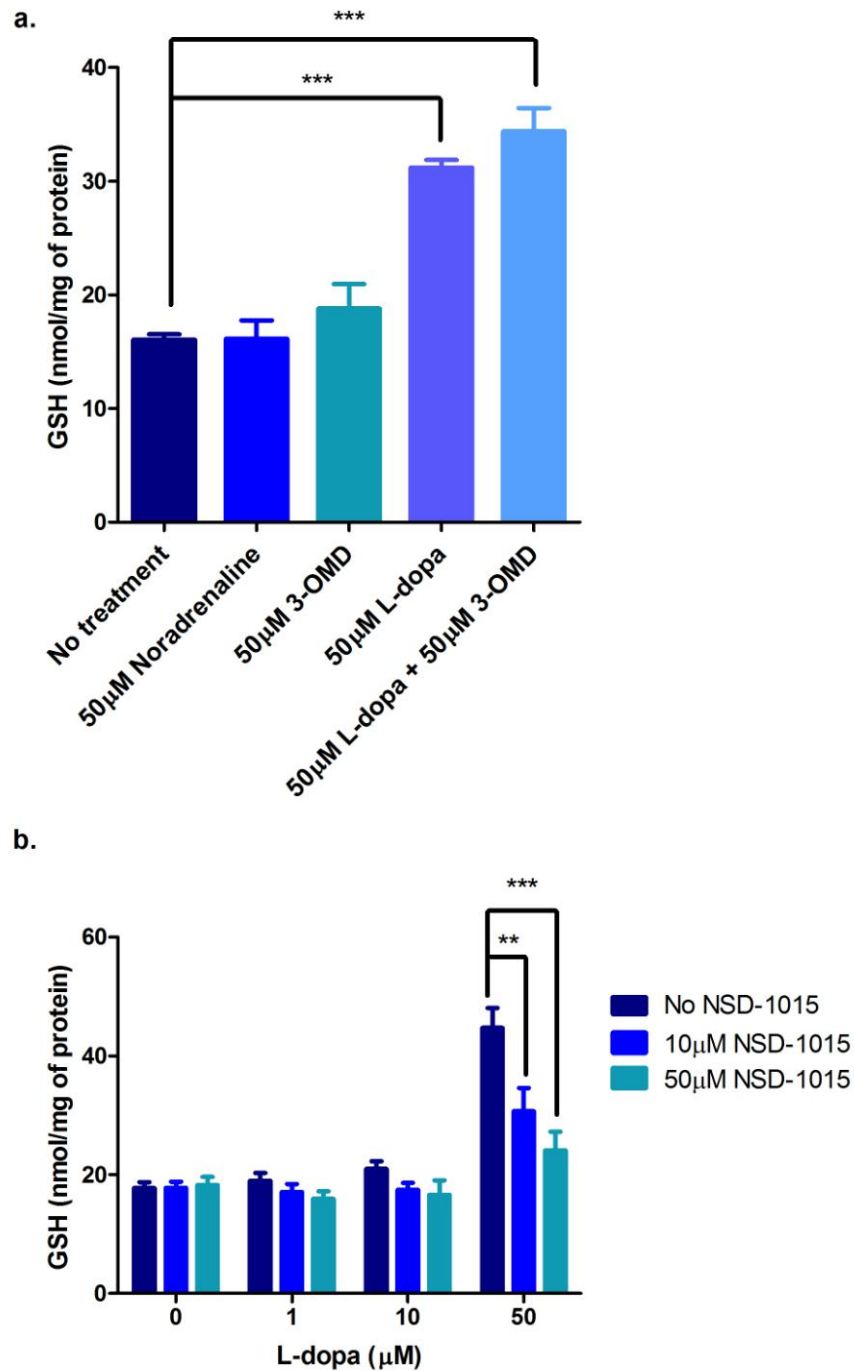 a.
***
***
40
30
20
10
0
GSH (nmol/mg of protein)
No treatment
50μM Noradrenaline
50μM 3-OMD
50μM L-dopa
50μM L-dopa + 50μM 3-OMD
b.
***
**
60
40
20
0
GSH (nmol/mg of protein)
0 1 10 50
L-dopa (μM)
No NSD-1015
10μM NSD-1015
50μM NSD-1015